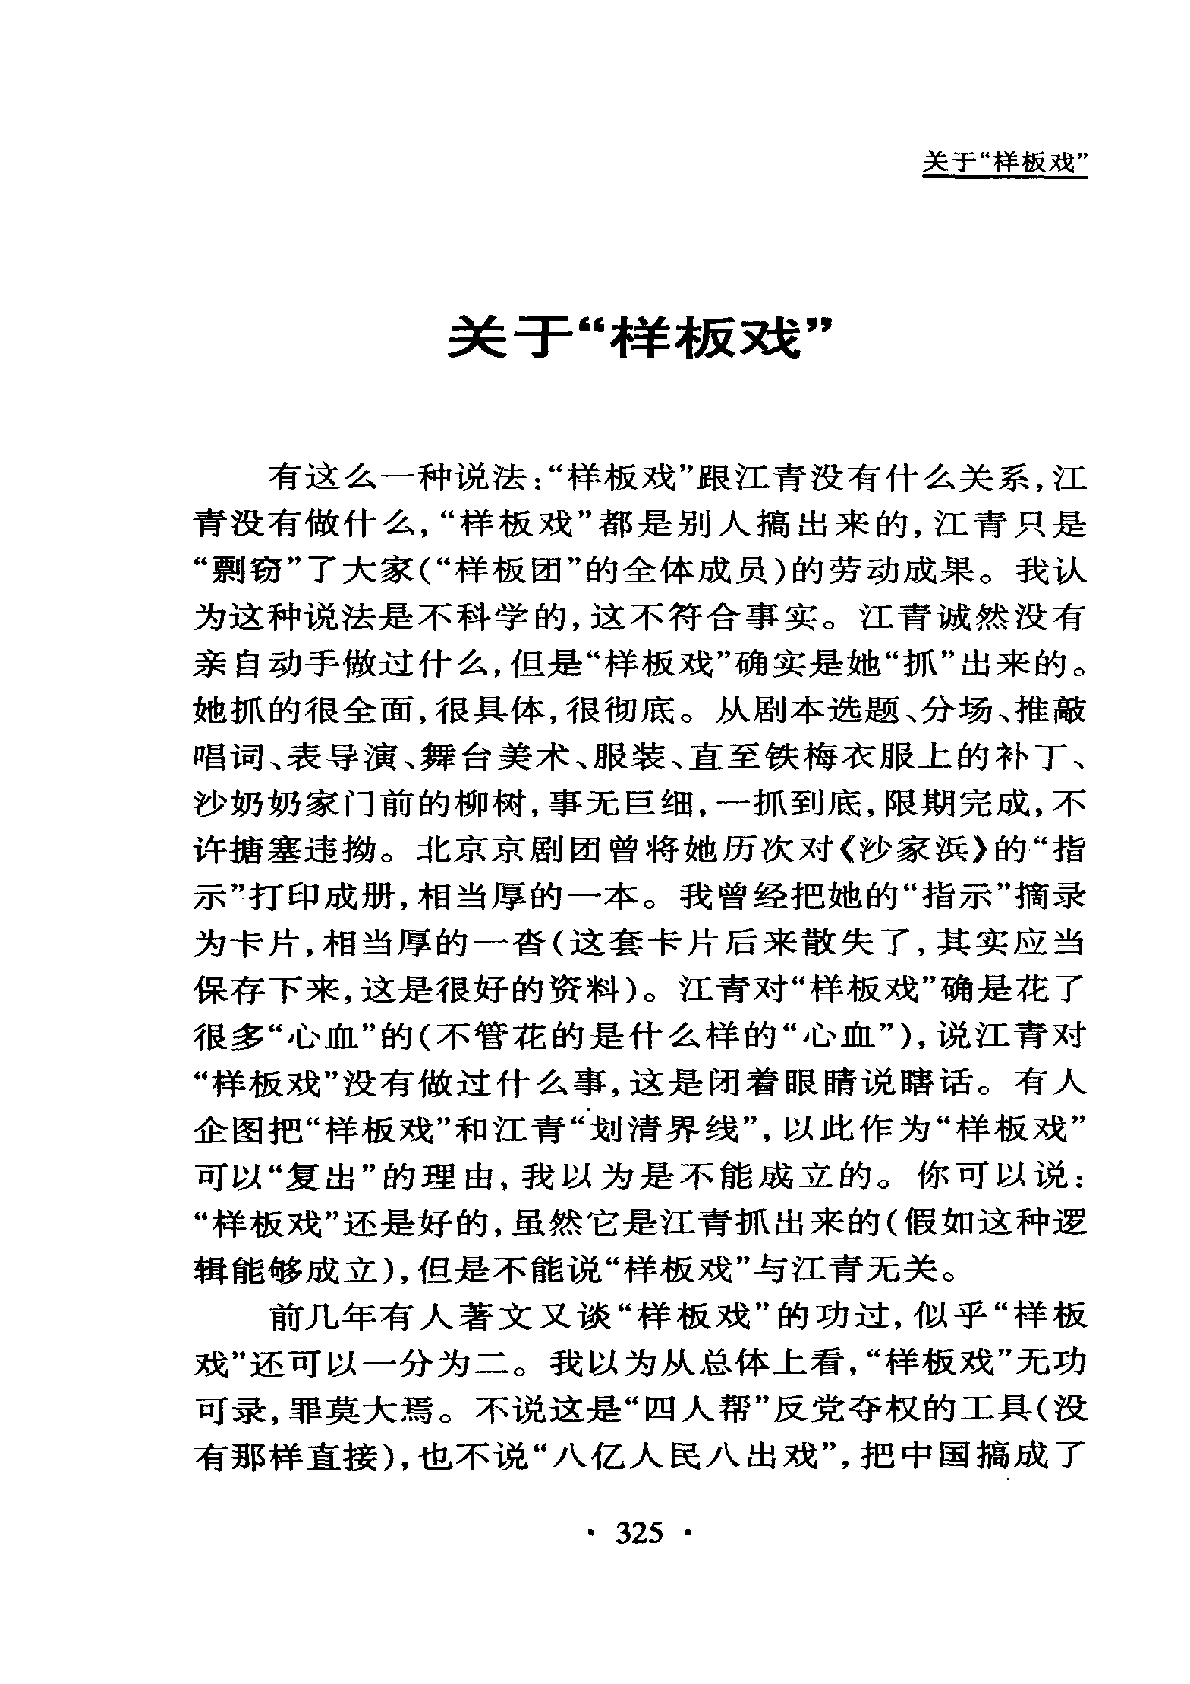 关于“样板戏”
关于“样板戏”
有这么一种说法:“样板戏”跟江青没有什么关系,江
青没有做什么,“样板戏”都是别人搞出来的,江青只是
“剽窃”了大家(“样板团”的全体成员)的劳动成果。我认
为这种说法是不科学的,这不符合事实。江青诚然没有
亲自动手做过什么,但是“样板戏”确实是她“抓”出来的。
她抓的很全面,很具体,很彻底。从剧本选题、分场、推敲
唱词、表导演、舞台美术、服装、直至铁梅衣服上的补丁、
沙奶奶家门前的柳树,事无巨细,一抓到底,限期完成,不
许搪塞违拗。北京京剧团曾将她历次对《沙家浜》的“指
示”打印成册,相当厚的一本。我曾经把她的“指示”摘录
为卡片,相当厚的一沓(这套卡片后来散失了,其实应当
保存下来,这是很好的资料)。江青对“样板戏”确是花了
很多“心血”的(不管花的是什么样的“心血”),说江青对
“样板戏”没有做过什么事,这是闭着眼睛说瞎话。有人
企图把“样板戏”和江青“划清界线”,以此作为“样板戏”
可以“复出”的理由,我以为是不能成立的。你可以说:
“样板戏”还是好的,虽然它是江青抓出来的(假如这种逻
辑能够成立),但是不能说“样板戏”与江青无关。
前几年有人著文又谈“样板戏”的功过,似乎“样板
戏”还可以一分为二。我以为从总体上看,“样板戏”无功
可录,罪莫大焉。不说这是“四人帮”反党夺权的工具(没
有那样直接),也不说“八亿人民八出戏”,把中国搞成了
· 325 ·